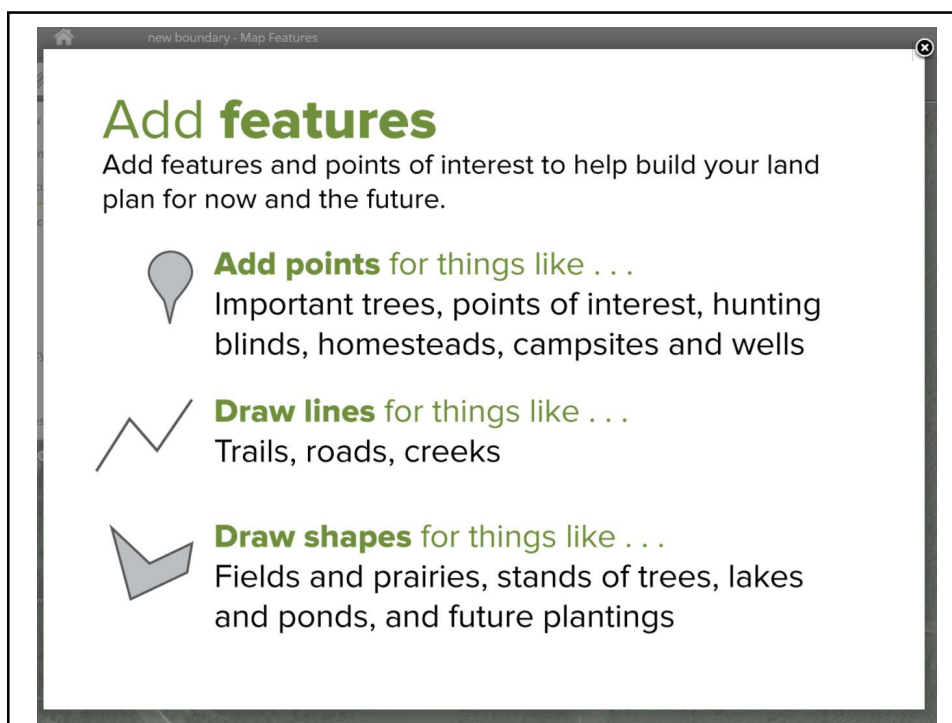 new boundary - Map Features
Add features
Add features and points of interest to help build your land
plan for now and the future.
Add points for things like . . .
Important trees, points of interest, hunting
blinds, homesteads, campsites and wells
Draw lines for things like . . .
Trails, roads, creeks
Draw shapes for things like . . .
Fields and prairies, stands of trees, lakes
and ponds, and future plantings